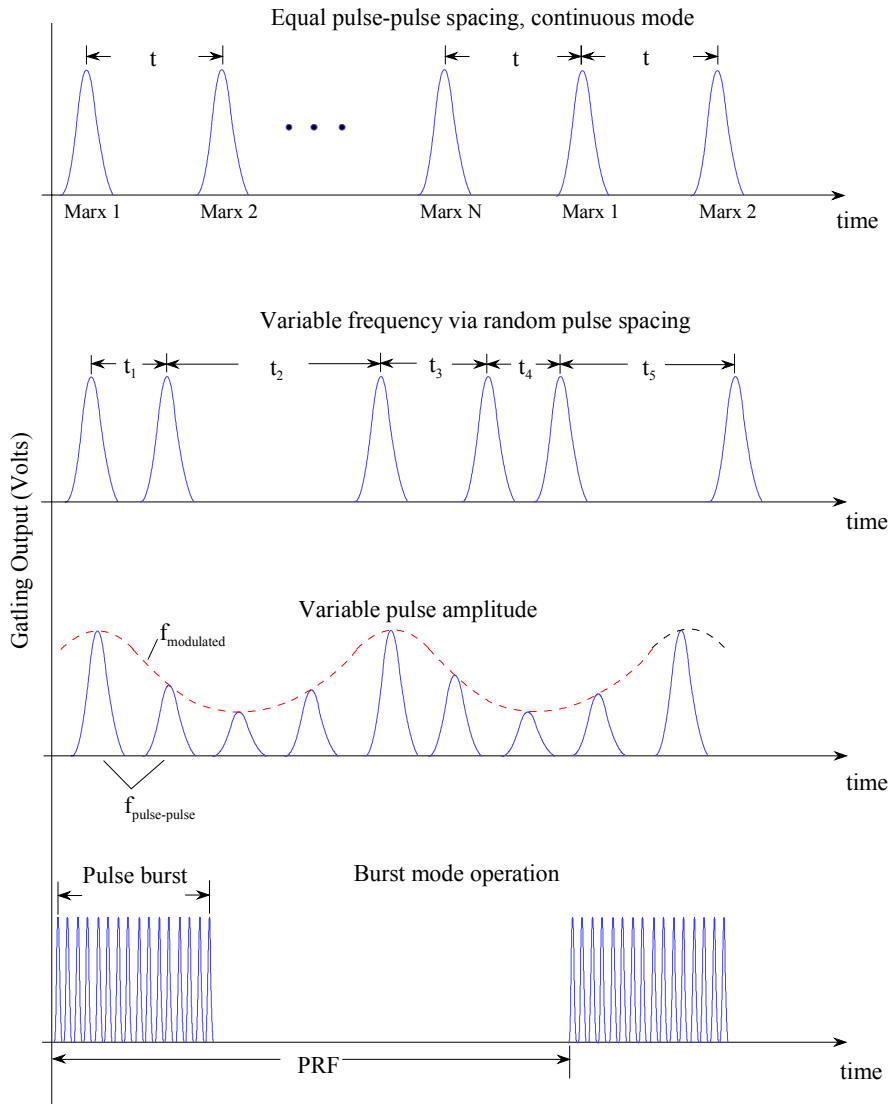 Equal pulse-pulse spacing, continuous mode
t
t
t
Marx 1
Marx 2
Marx N
Marx 1
Marx 2
time
Variable frequency via random pulse spacing
t1
t2
t3
t4
t5
time
Gatling Output (Volts)
Variable pulse amplitude
fmodulated
time
fpulse-pulse
Pulse burst
Burst mode operation
PRF
time